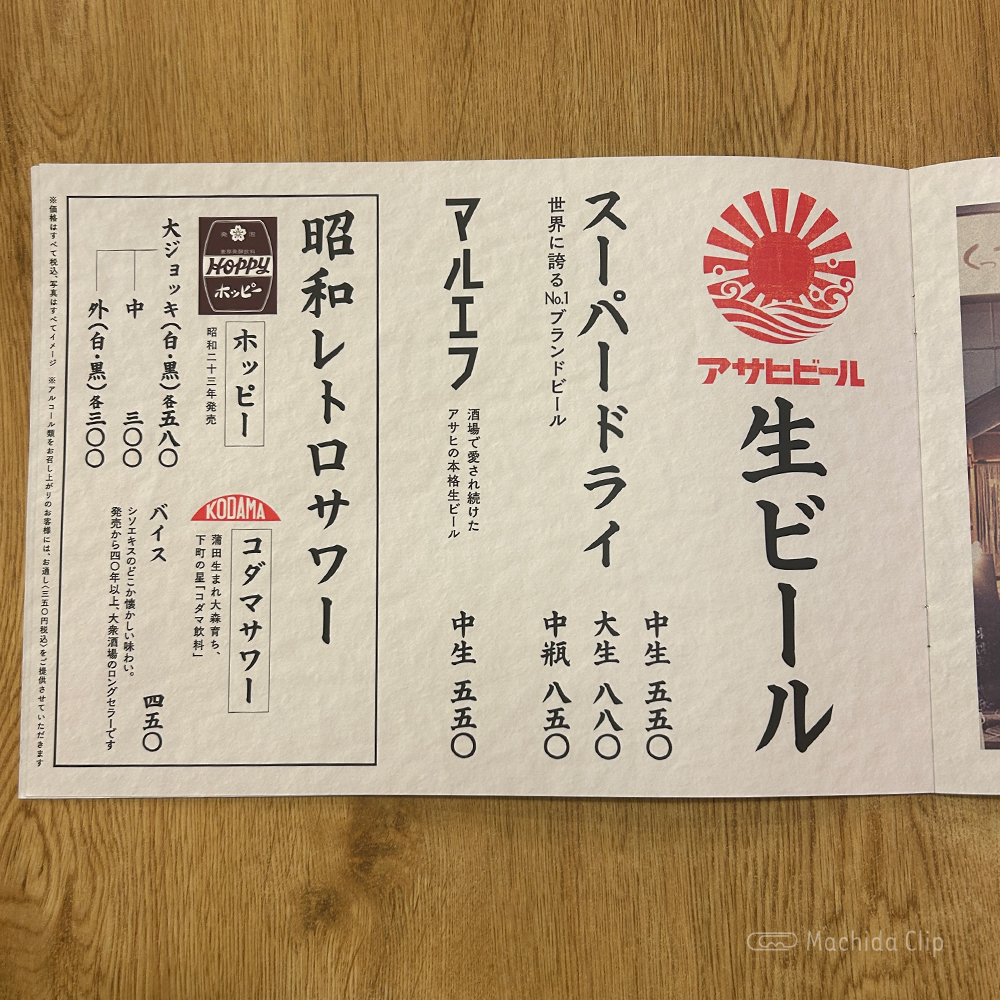 アサヒビール
生ビール
スーパードライ
世界に誇るNo.1ブランドビール
中生 五五〇
大生 八八〇
中瓶 八五〇
マルエフ
酒場で愛され続けた
アサヒの本格生ビール
中生 五五〇
昭和レトロサワー
HOPPY
ホッピー
ホッピー
昭和二十三年発売
大ジョッキ(白・黒)各五八〇
中 三〇〇
外(白・黒)各三〇〇
KODAMA
コダマサワー
蒲田生まれ大森育ち、
下町の星「コダマ飲料」
バイス 四五〇
シソエキスのどこか懐かしい味わい。
発売から四〇年以上、大衆酒場のロングセラーです
※価格はすべて税込、写真はすべてイメージ ※アルコール類をお召し上がりのお客様には、お通し(三五〇円税込)をご提供させていただきます
Machida Clip